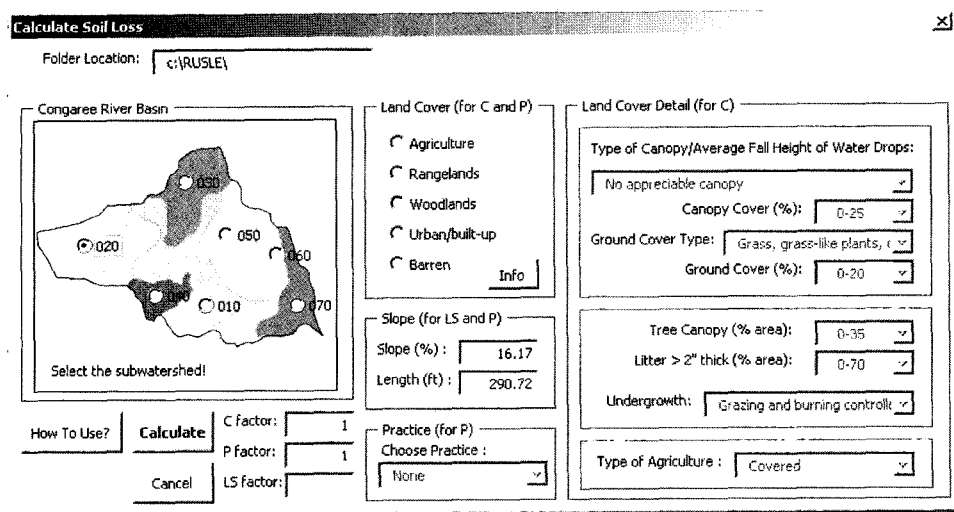 Calculate Soil Loss
Folder Location: c:\RUSLE\
Congaree River Basin
030
020
050
060
010
070
Select the subwatershed!
How To Use?
Calculate
Cancel
C factor: 1
P factor: 1
LS factor:
Land Cover (for C and P)
Agriculture
Rangelands
Woodlands
Urban/built-up
Barren
Info
Slope (for LS and P)
Slope (%) : 16.17
Length (ft) : 290.72
Practice (for P)
Choose Practice :
None
Land Cover Detail (for C)
Type of Canopy/Average Fall Height of Water Drops:
No appreciable canopy
Canopy Cover (%): 0-25
Ground Cover Type: Grass, grass-like plants, c
Ground Cover (%): 0-20
Tree Canopy (% area): 0-35
Litter > 2" thick (% area): 0-70
Undergrowth: Grazing and burning controlle
Type of Agriculture : Covered